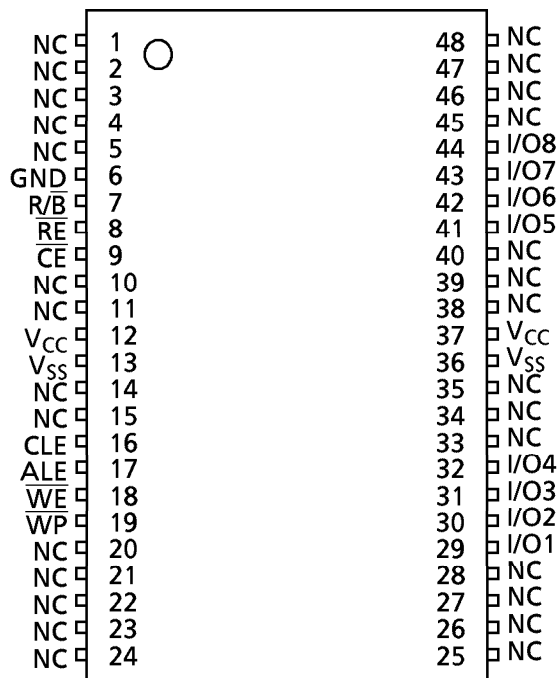 NC 1 48 NC
NC 2 47 NC
NC 3 46 NC
NC 4 45 NC
NC 5 44 I/O8
GND 6 43 I/O7
R/B̅ 7 42 I/O6
R̅E̅ 8 41 I/O5
C̅E̅ 9 40 NC
NC 10 39 NC
NC 11 38 NC
VCC 12 37 VCC
VSS 13 36 VSS
NC 14 35 NC
NC 15 34 NC
CLE 16 33 NC
ALE 17 32 I/O4
W̅E̅ 18 31 I/O3
W̅P̅ 19 30 I/O2
NC 20 29 I/O1
NC 21 28 NC
NC 22 27 NC
NC 23 26 NC
NC 24 25 NC